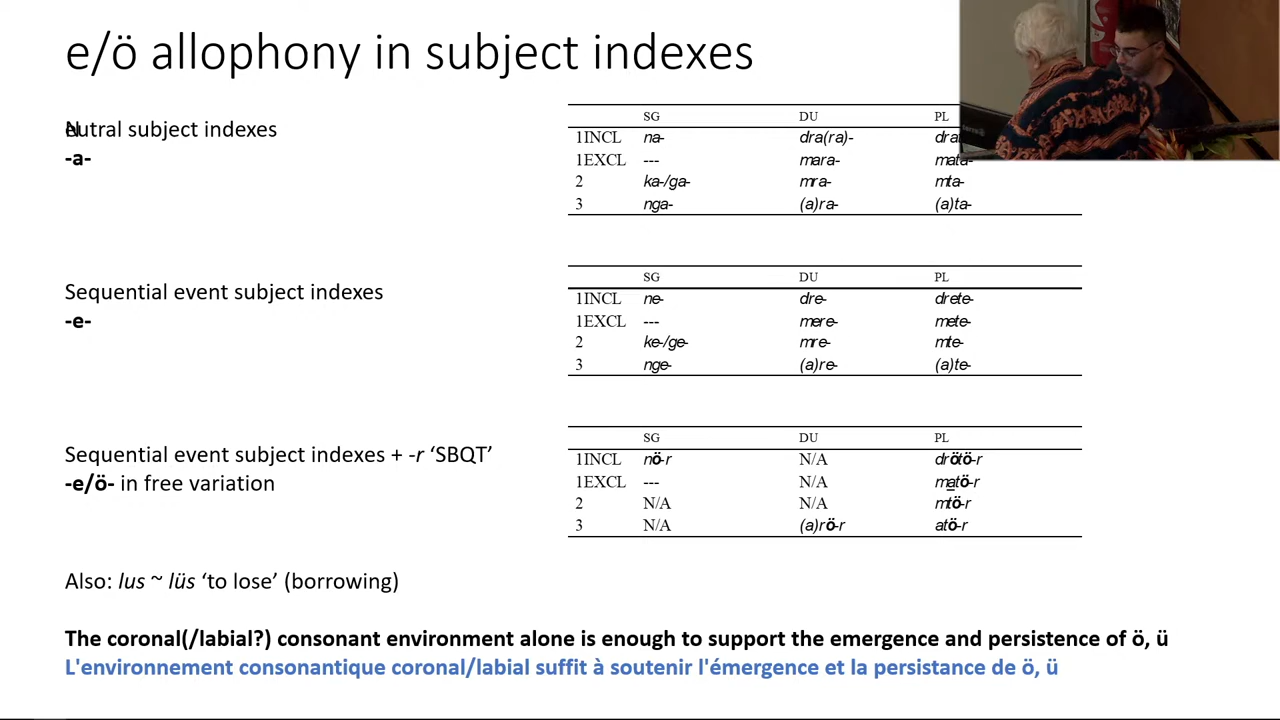 e/ö allophony in subject indexes
Neutral subject indexes
-a-
SG DU PL
1INCL na- dra(ra)-
1EXCL --- mara- mata-
2 ka-/ga- mra- mta-
3 nga- (a)ra- (a)ta-
Sequential event subject indexes
-e-
SG DU PL
1INCL ne- dre- drete-
1EXCL --- mere- mete-
2 ke-/ge- mre- mte-
3 nge- (a)re- (a)te-
Sequential event subject indexes + -r ‘SBQT’
-e/ö- in free variation
SG DU PL
1INCL nö-r N/A drötö-r
1EXCL --- N/A matö-r
2 N/A N/A mtö-r
3 N/A (a)rö-r atö-r
Also: lus ~ lüs ‘to lose’ (borrowing)
The coronal(/labial?) consonant environment alone is enough to support the emergence and persistence of ö, ü
L'environnement consonantique coronal/labial suffit à soutenir l'émergence et la persistance de ö, ü